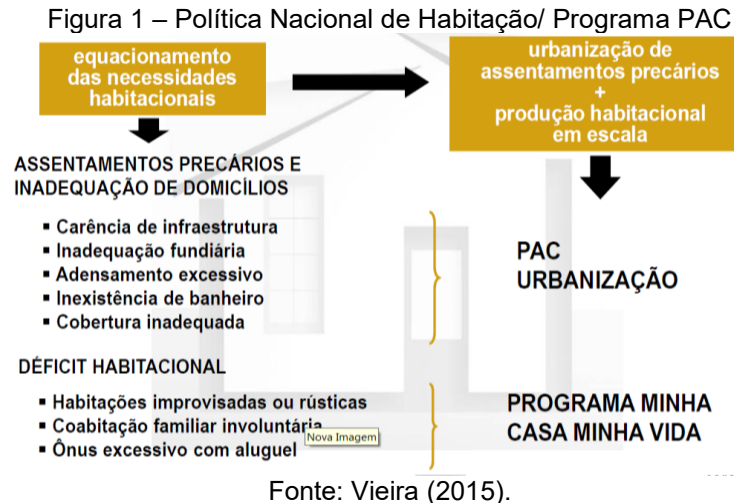 Figura 1 – Política Nacional de Habitação/ Programa PAC
equacionamento
das necessidades
habitacionais
urbanização de
assentamentos precários
+
produção habitacional
em escala
ASSENTAMENTOS PRECÁRIOS E
INADEQUAÇÃO DE DOMICÍLIOS
▪ Carência de infraestrutura
▪ Inadequação fundiária
▪ Adensamento excessivo
▪ Inexistência de banheiro
▪ Cobertura inadequada
PAC
URBANIZAÇÃO
DÉFICIT HABITACIONAL
▪ Habitações improvisadas ou rústicas
▪ Coabitação familiar involuntária
▪ Ônus excessivo com aluguel
Nova Imagem
PROGRAMA MINHA
CASA MINHA VIDA
Fonte: Vieira (2015).